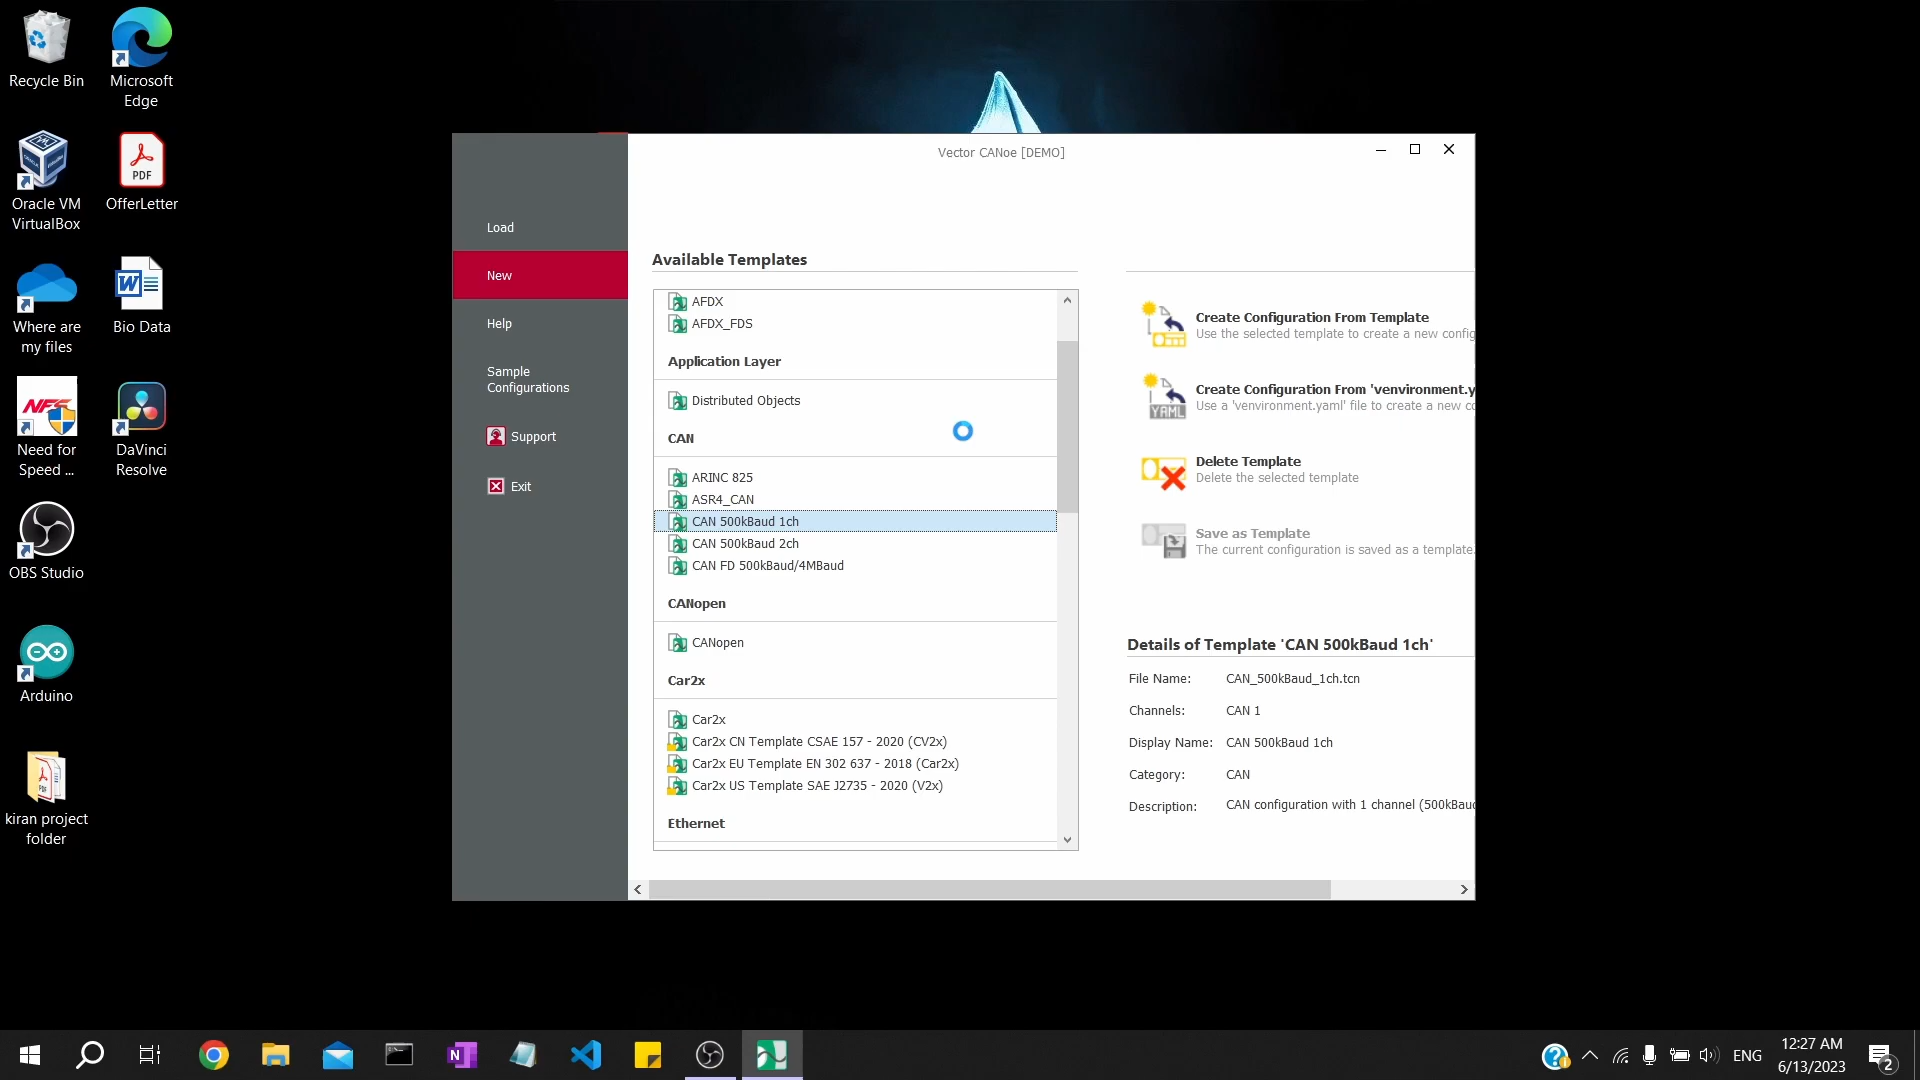 Recycle Bin
Microsoft
Edge
Oracle VM
VirtualBox
PDF
OfferLetter
Where are
my files
Bio Data
NFS
Need for
Speed ...
DaVinci
Resolve
OBS Studio
Arduino
kiran project
folder
Vector CANoe [DEMO]
Load
New
Help
Sample
Configurations
Support
Exit
Available Templates
AFDX
AFDX_FDS
Application Layer
Distributed Objects
CAN
ARINC 825
ASR4_CAN
CAN 500kBaud 1ch
CAN 500kBaud 2ch
CAN FD 500kBaud/4MBaud
CANopen
CANopen
Car2x
Car2x
Car2x CN Template CSAE 157 - 2020 (CV2x)
Car2x EU Template EN 302 637 - 2018 (Car2x)
Car2x US Template SAE J2735 - 2020 (V2x)
Ethernet
Create Configuration From Template
Use the selected template to create a new config
YAML
Create Configuration From 'venvironment.y
Use a 'venvironment.yaml' file to create a new co
Delete Template
Delete the selected template
Save as Template
The current configuration is saved as a template.
Details of Template 'CAN 500kBaud 1ch'
File Name: CAN_500kBaud_1ch.tcn
Channels: CAN 1
Display Name: CAN 500kBaud 1ch
Category: CAN
Description: CAN configuration with 1 channel (500kBaud
ENG
12:27 AM
6/13/2023
2